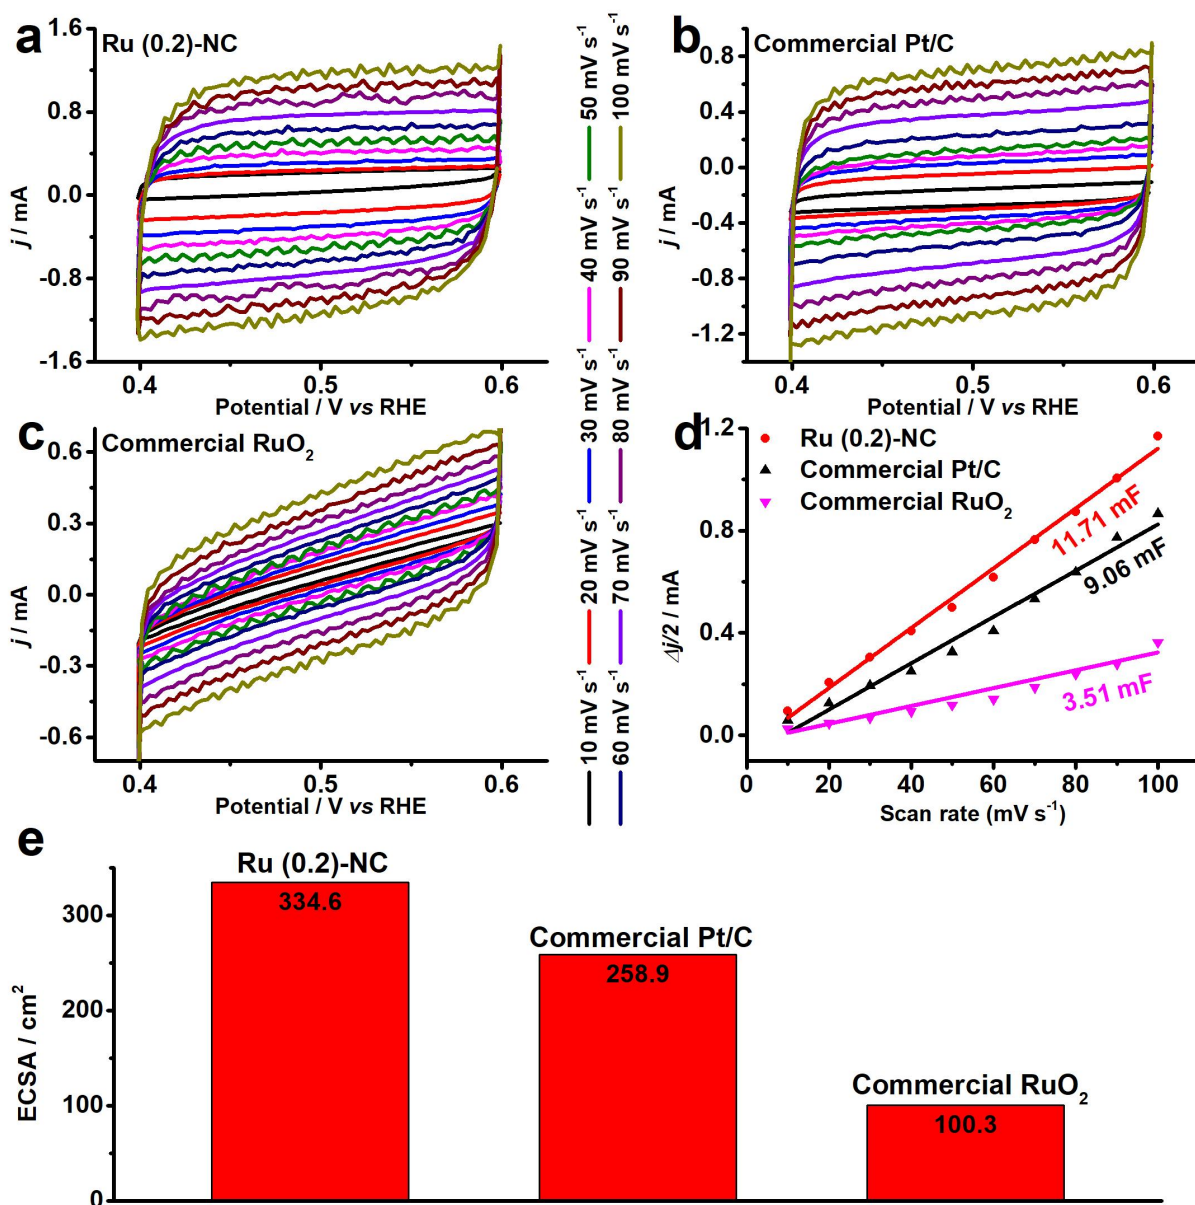 a
Ru (0.2)-NC
1.6
0.8
0.0
-0.8
-1.6
j / mA
0.4
0.5
0.6
Potential / V vs RHE
10 mV s⁻¹
20 mV s⁻¹
30 mV s⁻¹
40 mV s⁻¹
50 mV s⁻¹
60 mV s⁻¹
70 mV s⁻¹
80 mV s⁻¹
90 mV s⁻¹
100 mV s⁻¹
b
Commercial Pt/C
0.8
0.4
0.0
-0.4
-0.8
-1.2
j / mA
0.4
0.5
0.6
Potential / V vs RHE
c
Commercial RuO₂
0.6
0.3
0.0
-0.3
-0.6
j / mA
0.4
0.5
0.6
Potential / V vs RHE
d
Ru (0.2)-NC
Commercial Pt/C
Commercial RuO₂
11.71 mF
9.06 mF
3.51 mF
1.2
0.8
0.4
0.0
Δj/2 / mA
0
20
40
60
80
100
Scan rate (mV s⁻¹)
e
Ru (0.2)-NC
334.6
Commercial Pt/C
258.9
Commercial RuO₂
100.3
300
200
100
0
ECSA / cm²